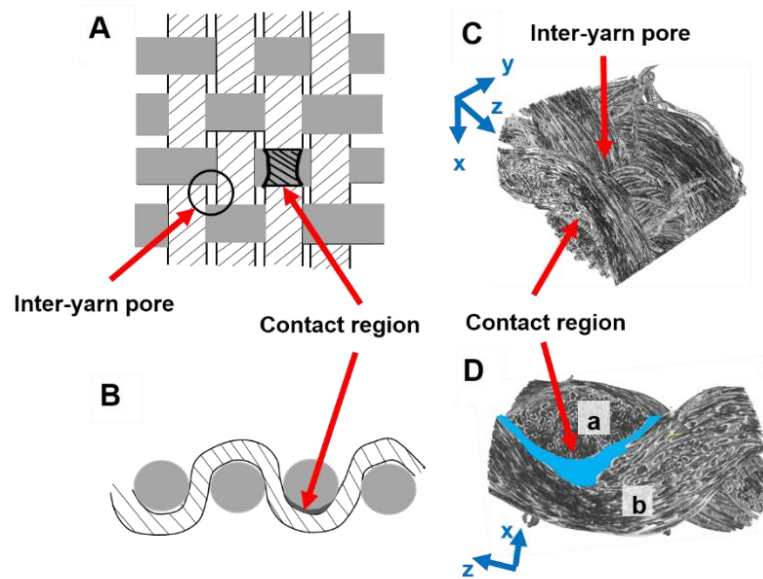 A
C
Inter-yarn pore
y
z
x
Inter-yarn pore
Contact region
Contact region
B
D
a
b
x
z